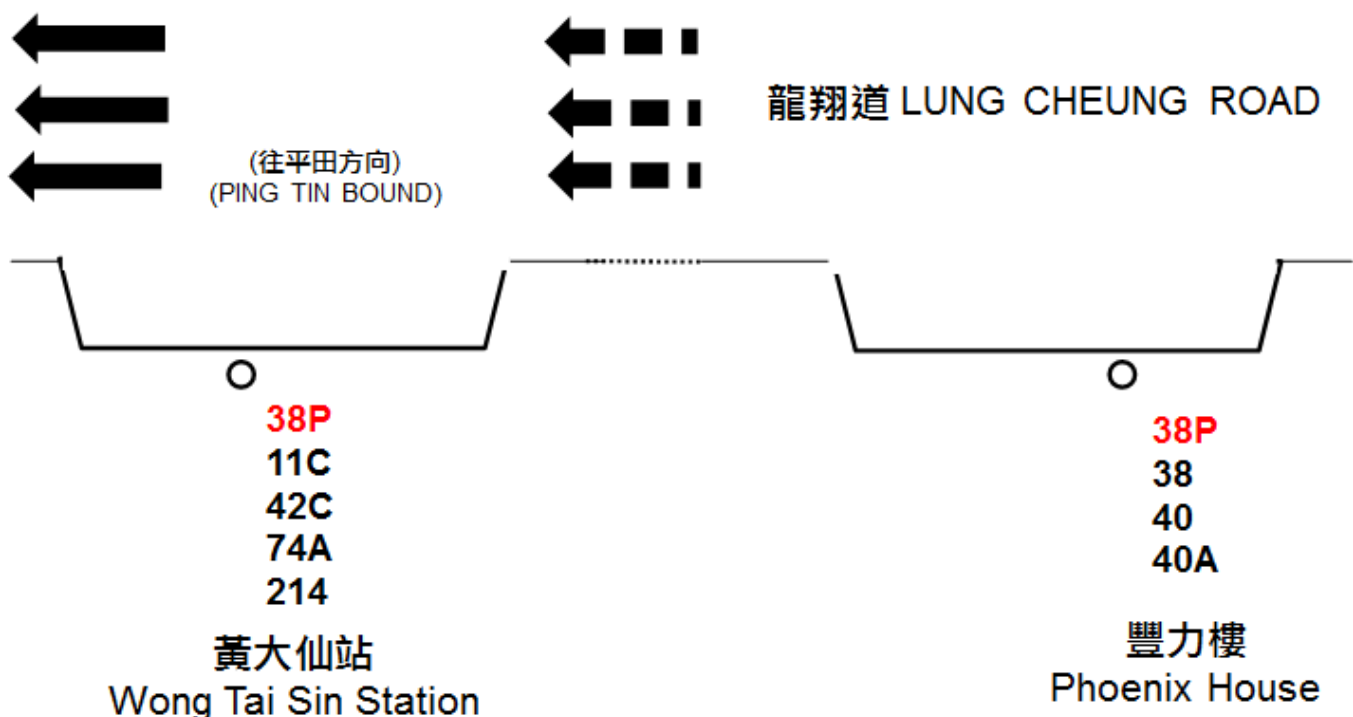 龍翔道 LUNG CHEUNG ROAD
(往平田方向)
(PING TIN BOUND)
38P
11C
42C
74A
214
黃大仙站
Wong Tai Sin Station
38P
38
40
40A
豐力樓
Phoenix House